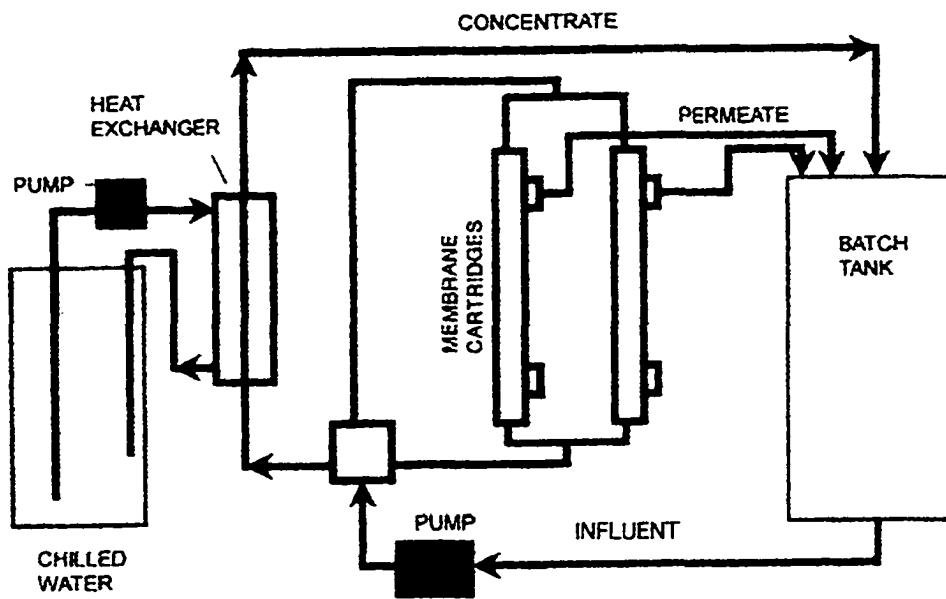 CONCENTRATE
HEAT
EXCHANGER
PERMEATE
PUMP
MEMBRANE
CARTRIDGES
BATCH
TANK
PUMP
INFLUENT
CHILLED
WATER